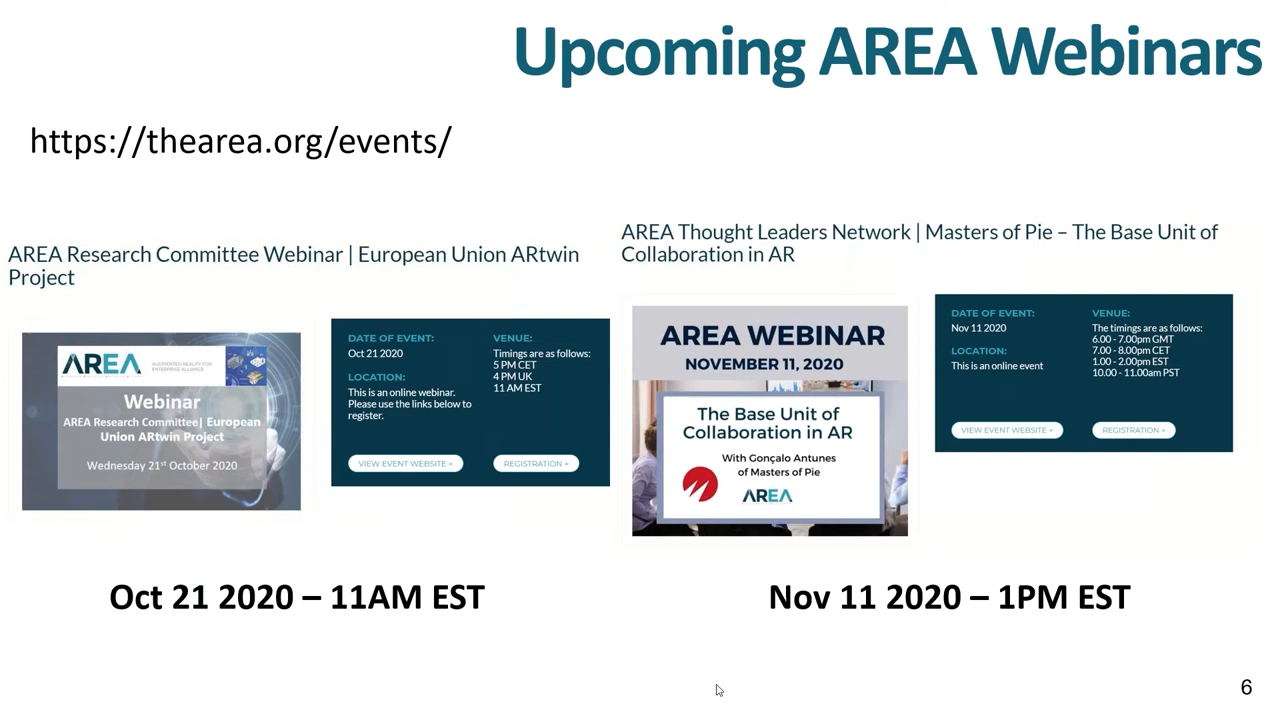 Upcoming AREA Webinars
https://thearea.org/events/
AREA Research Committee Webinar | European Union ARtwin
Project
AREA
AUGMENTED REALITY FOR
ENTERPRISE ALLIANCE
Webinar
AREA Research Committee| European
Union ARtwin Project
Wednesday 21st October 2020
DATE OF EVENT:
Oct 21 2020
LOCATION:
This is an online webinar.
Please use the links below to
register.
VIEW EVENT WEBSITE +
VENUE:
Timings are as follows:
5 PM CET
4 PM UK
11 AM EST
REGISTRATION +
Oct 21 2020 – 11AM EST
AREA Thought Leaders Network | Masters of Pie – The Base Unit of
Collaboration in AR
AREA WEBINAR
NOVEMBER 11, 2020
The Base Unit of
Collaboration in AR
With Gonçalo Antunes
of Masters of Pie
AREA
DATE OF EVENT:
Nov 11 2020
LOCATION:
This is an online event
VIEW EVENT WEBSITE +
VENUE:
The timings are as follows:
6.00 - 7.00pm GMT
7.00 - 8.00pm CET
1.00 - 2.00pm EST
10.00 - 11.00am PST
REGISTRATION +
Nov 11 2020 – 1PM EST
6